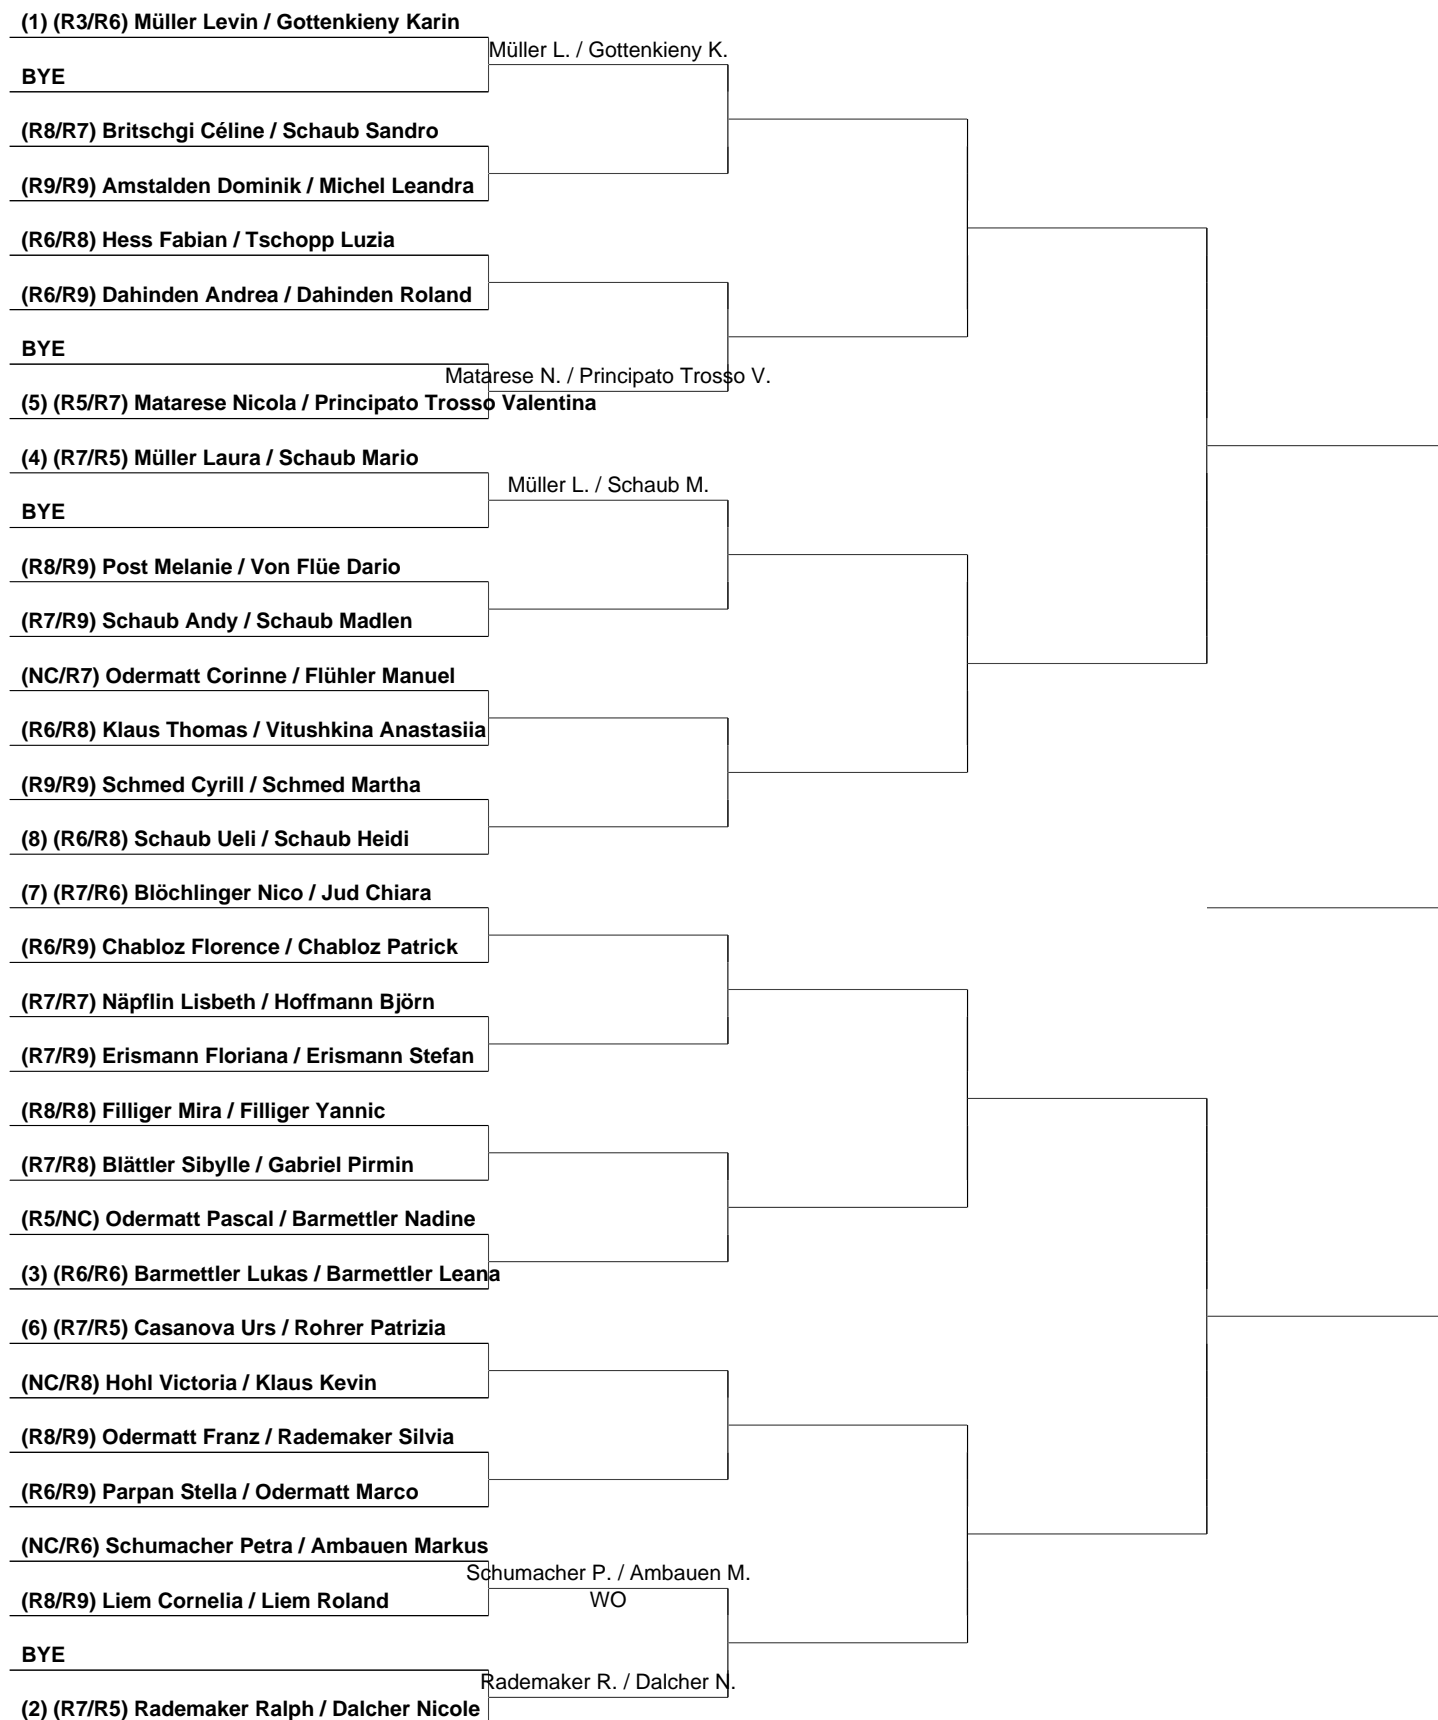 (1) (R3/R6) Müller Levin / Gottenkieny Karin
Müller L. / Gottenkieny K.
BYE
(R8/R7) Britschgi Céline / Schaub Sandro
(R9/R9) Amstalden Dominik / Michel Leandra
(R6/R8) Hess Fabian / Tschopp Luzia
(R6/R9) Dahinden Andrea / Dahinden Roland
BYE
Matarese N. / Principato Trosso V.
(5) (R5/R7) Matarese Nicola / Principato Trosso Valentina
(4) (R7/R5) Müller Laura / Schaub Mario
Müller L. / Schaub M.
BYE
(R8/R9) Post Melanie / Von Flüe Dario
(R7/R9) Schaub Andy / Schaub Madlen
(NC/R7) Odermatt Corinne / Flühler Manuel
(R6/R8) Klaus Thomas / Vitushkina Anastasiia
(R9/R9) Schmed Cyrill / Schmed Martha
(8) (R6/R8) Schaub Ueli / Schaub Heidi
(7) (R7/R6) Blöchlinger Nico / Jud Chiara
(R6/R9) Chabloz Florence / Chabloz Patrick
(R7/R7) Näpflin Lisbeth / Hoffmann Björn
(R7/R9) Erismann Floriana / Erismann Stefan
(R8/R8) Filliger Mira / Filliger Yannic
(R7/R8) Blättler Sibylle / Gabriel Pirmin
(R5/NC) Odermatt Pascal / Barmettler Nadine
(3) (R6/R6) Barmettler Lukas / Barmettler Leana
(6) (R7/R5) Casanova Urs / Rohrer Patrizia
(NC/R8) Hohl Victoria / Klaus Kevin
(R8/R9) Odermatt Franz / Rademaker Silvia
(R6/R9) Parpan Stella / Odermatt Marco
(NC/R6) Schumacher Petra / Ambauen Markus
Schumacher P. / Ambauen M.
(R8/R9) Liem Cornelia / Liem Roland
WO
BYE
Rademaker R. / Dalcher N.
(2) (R7/R5) Rademaker Ralph / Dalcher Nicole